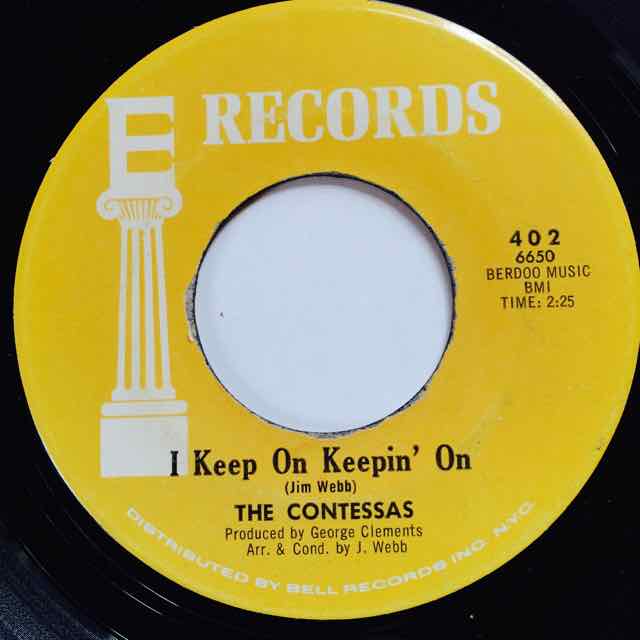 E RECORDS
402
6650
BERDOO MUSIC
BMI
TIME: 2:25
I Keep On Keepin' On
(Jim Webb)
THE CONTESSAS
Produced by George Clements
Arr. & Cond. by J. Webb
DISTRIBUTED BY BELL RECORDS INC. N.Y.C.